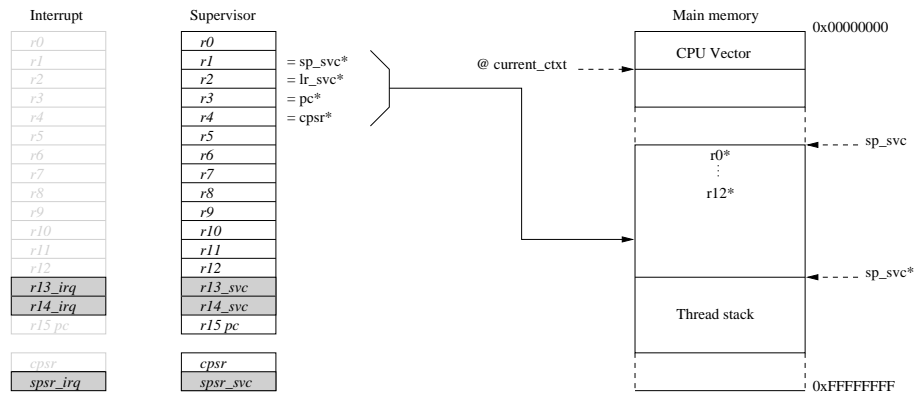 Interrupt
r0
r1
r2
r3
r4
r5
r6
r7
r8
r9
r10
r11
r12
r13_irq
r14_irq
r15 pc
cpsr
spsr_irq
Supervisor
r0
r1
= sp_svc*
r2
= lr_svc*
r3
= pc*
r4
= cpsr*
r5
r6
r7
r8
r9
r10
r11
r12
r13_svc
r14_svc
r15 pc
cpsr
spsr_svc
Main memory
0x00000000
CPU Vector
@ current_ctxt
sp_svc
r0*
r12*
sp_svc*
Thread stack
0xFFFFFFFF